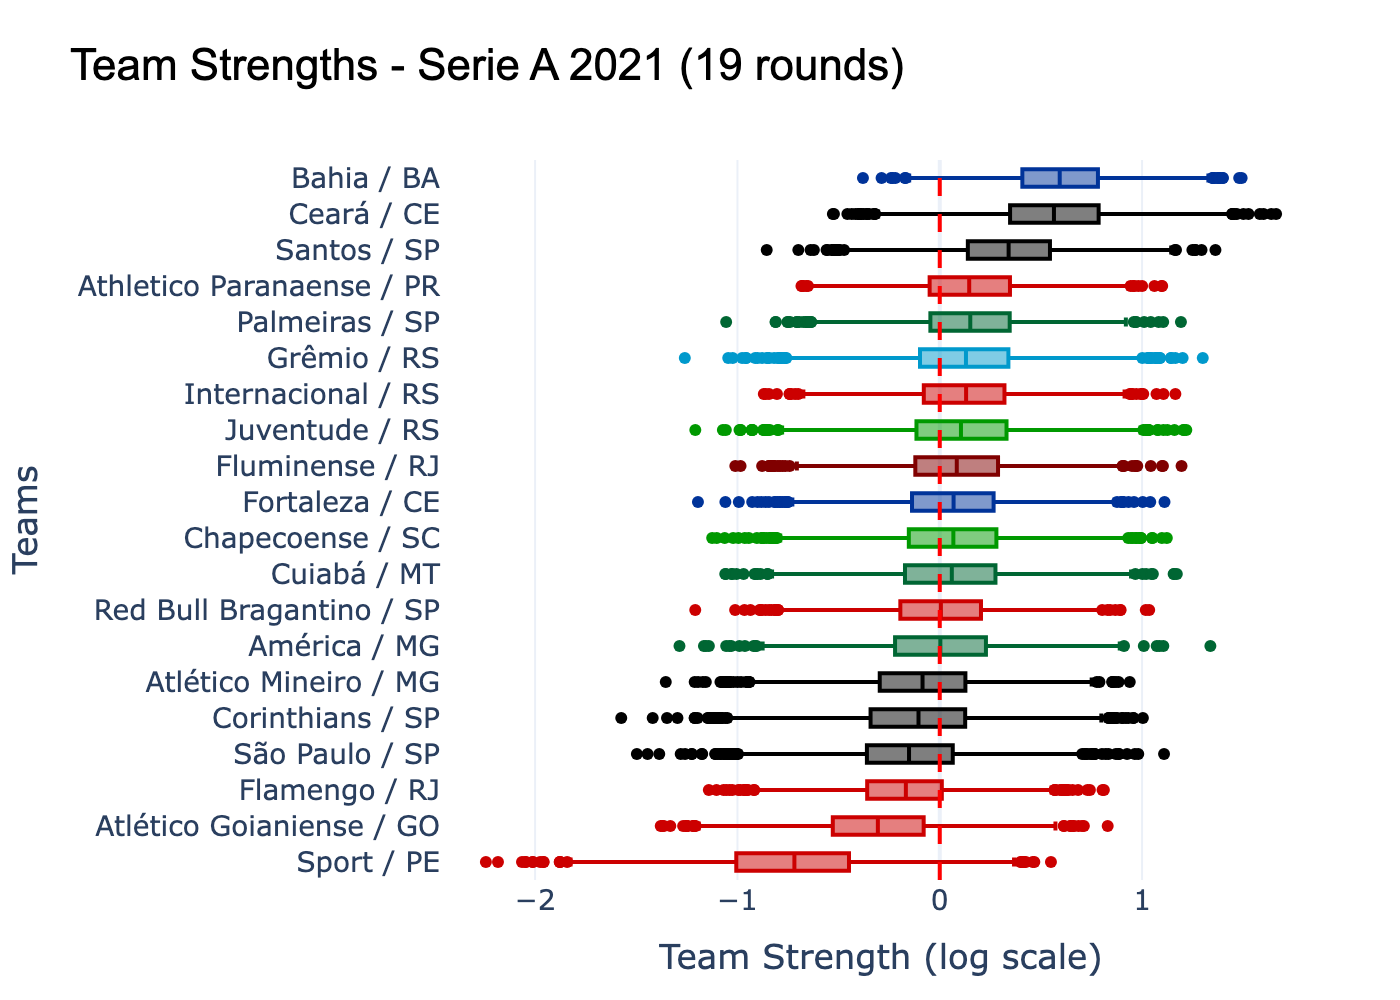 Team Strengths - Serie A 2021 (19 rounds)
Bahia / BA
Ceará / CE
Santos / SP
Athletico Paranaense / PR
Palmeiras / SP
Grêmio / RS
Internacional / RS
Juventude / RS
Fluminense / RJ
Fortaleza / CE
Chapecoense / SC
Cuiabá / MT
Red Bull Bragantino / SP
América / MG
Atlético Mineiro / MG
Corinthians / SP
São Paulo / SP
Flamengo / RJ
Atlético Goianiense / GO
Sport / PE
Teams
−2 −1 0 1
Team Strength (log scale)